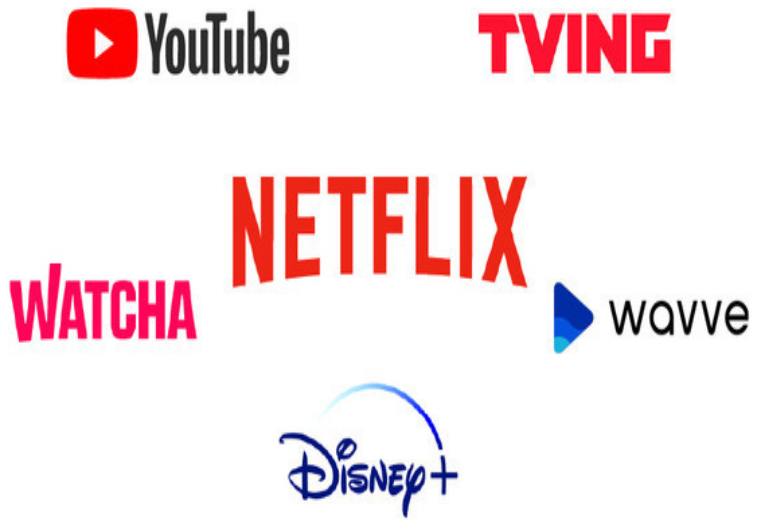 YouTube
TVING
NETFLIX
WATCHA
wavve
Disney+